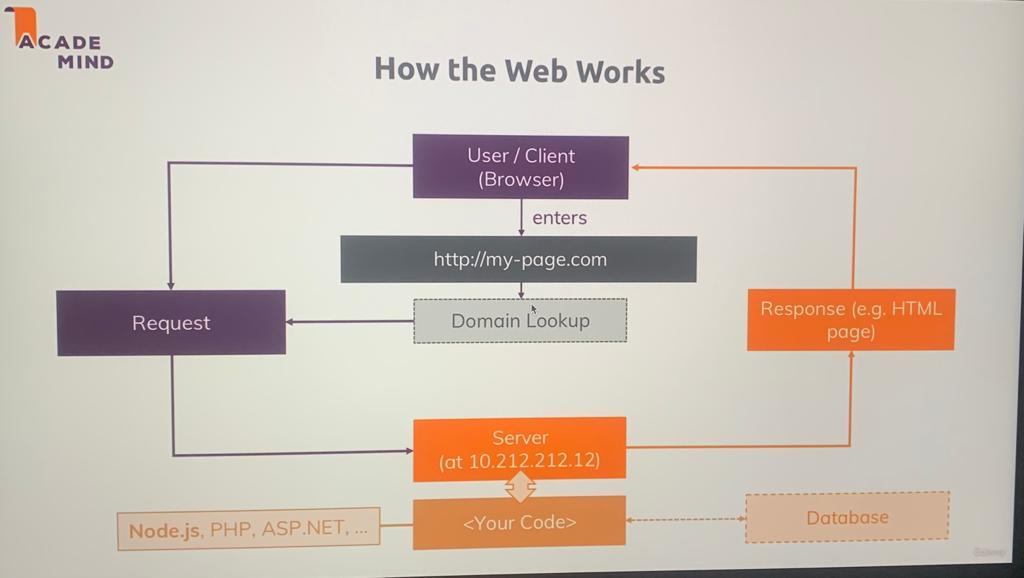 ACADE
MIND
How the Web Works
User / Client
(Browser)
enters
http://my-page.com
Domain Lookup
Request
Response (e.g. HTML
page)
Server
(at 10.212.212.12)
Node.js, PHP, ASP.NET, ...
<Your Code>
Database
Udemy